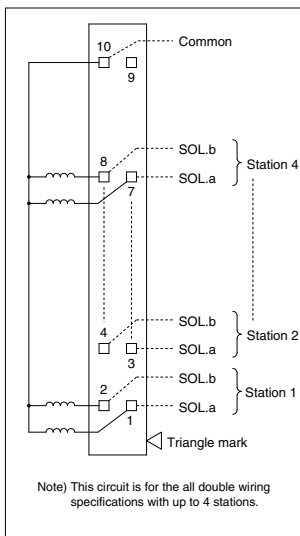 10 Common
9
8 SOL.b
7 SOL.a
Station 4
4 SOL.b
3 SOL.a
Station 2
2 SOL.b
1 SOL.a
Station 1
Triangle mark
Note) This circuit is for the all double wiring
specifications with up to 4 stations.